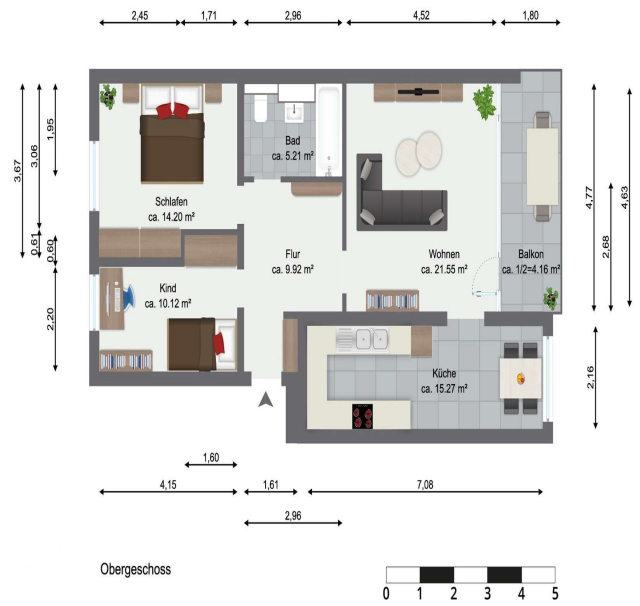 2,45 1,71 2,96 4,52 1,80
3,67
3,06
1,95
0,61
0,60
2,20
Bad
ca. 5.21 m²
Schlafen
ca. 14.20 m²
Flur
ca. 9.92 m²
Wohnen
ca. 21.55 m²
Balkon
ca. 1/2=4.16 m²
Kind
ca. 10.12 m²
Küche
ca. 15.27 m²
4,77
2,68
4,63
2,16
1,60
4,15 1,61 7,08
2,96
Obergeschoss
0 1 2 3 4 5